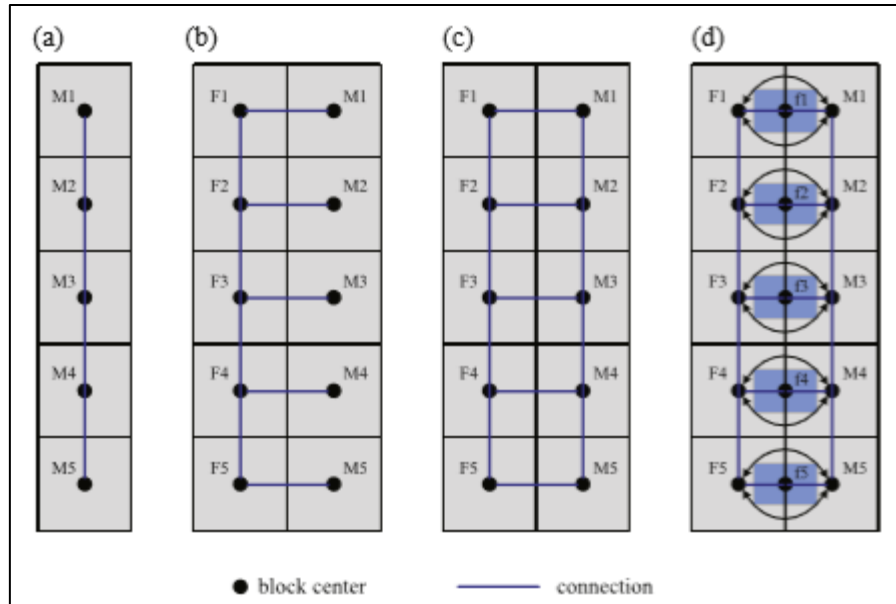 (a) (b) (c) (d)
M1 F1 M1 F1 M1 F1 f1 M1
M2 F2 M2 F2 M2 F2 f2 M2
M3 F3 M3 F3 M3 F3 f3 M3
M4 F4 M4 F4 M4 F4 f4 M4
M5 F5 M5 F5 M5 F5 f5 M5
block center connection